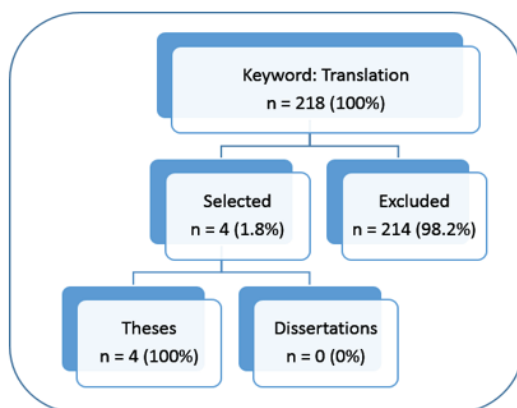 Keyword: Translation
n = 218 (100%)
Selected
n = 4 (1.8%)
Excluded
n = 214 (98.2%)
Theses
n = 4 (100%)
Dissertations
n = 0 (0%)